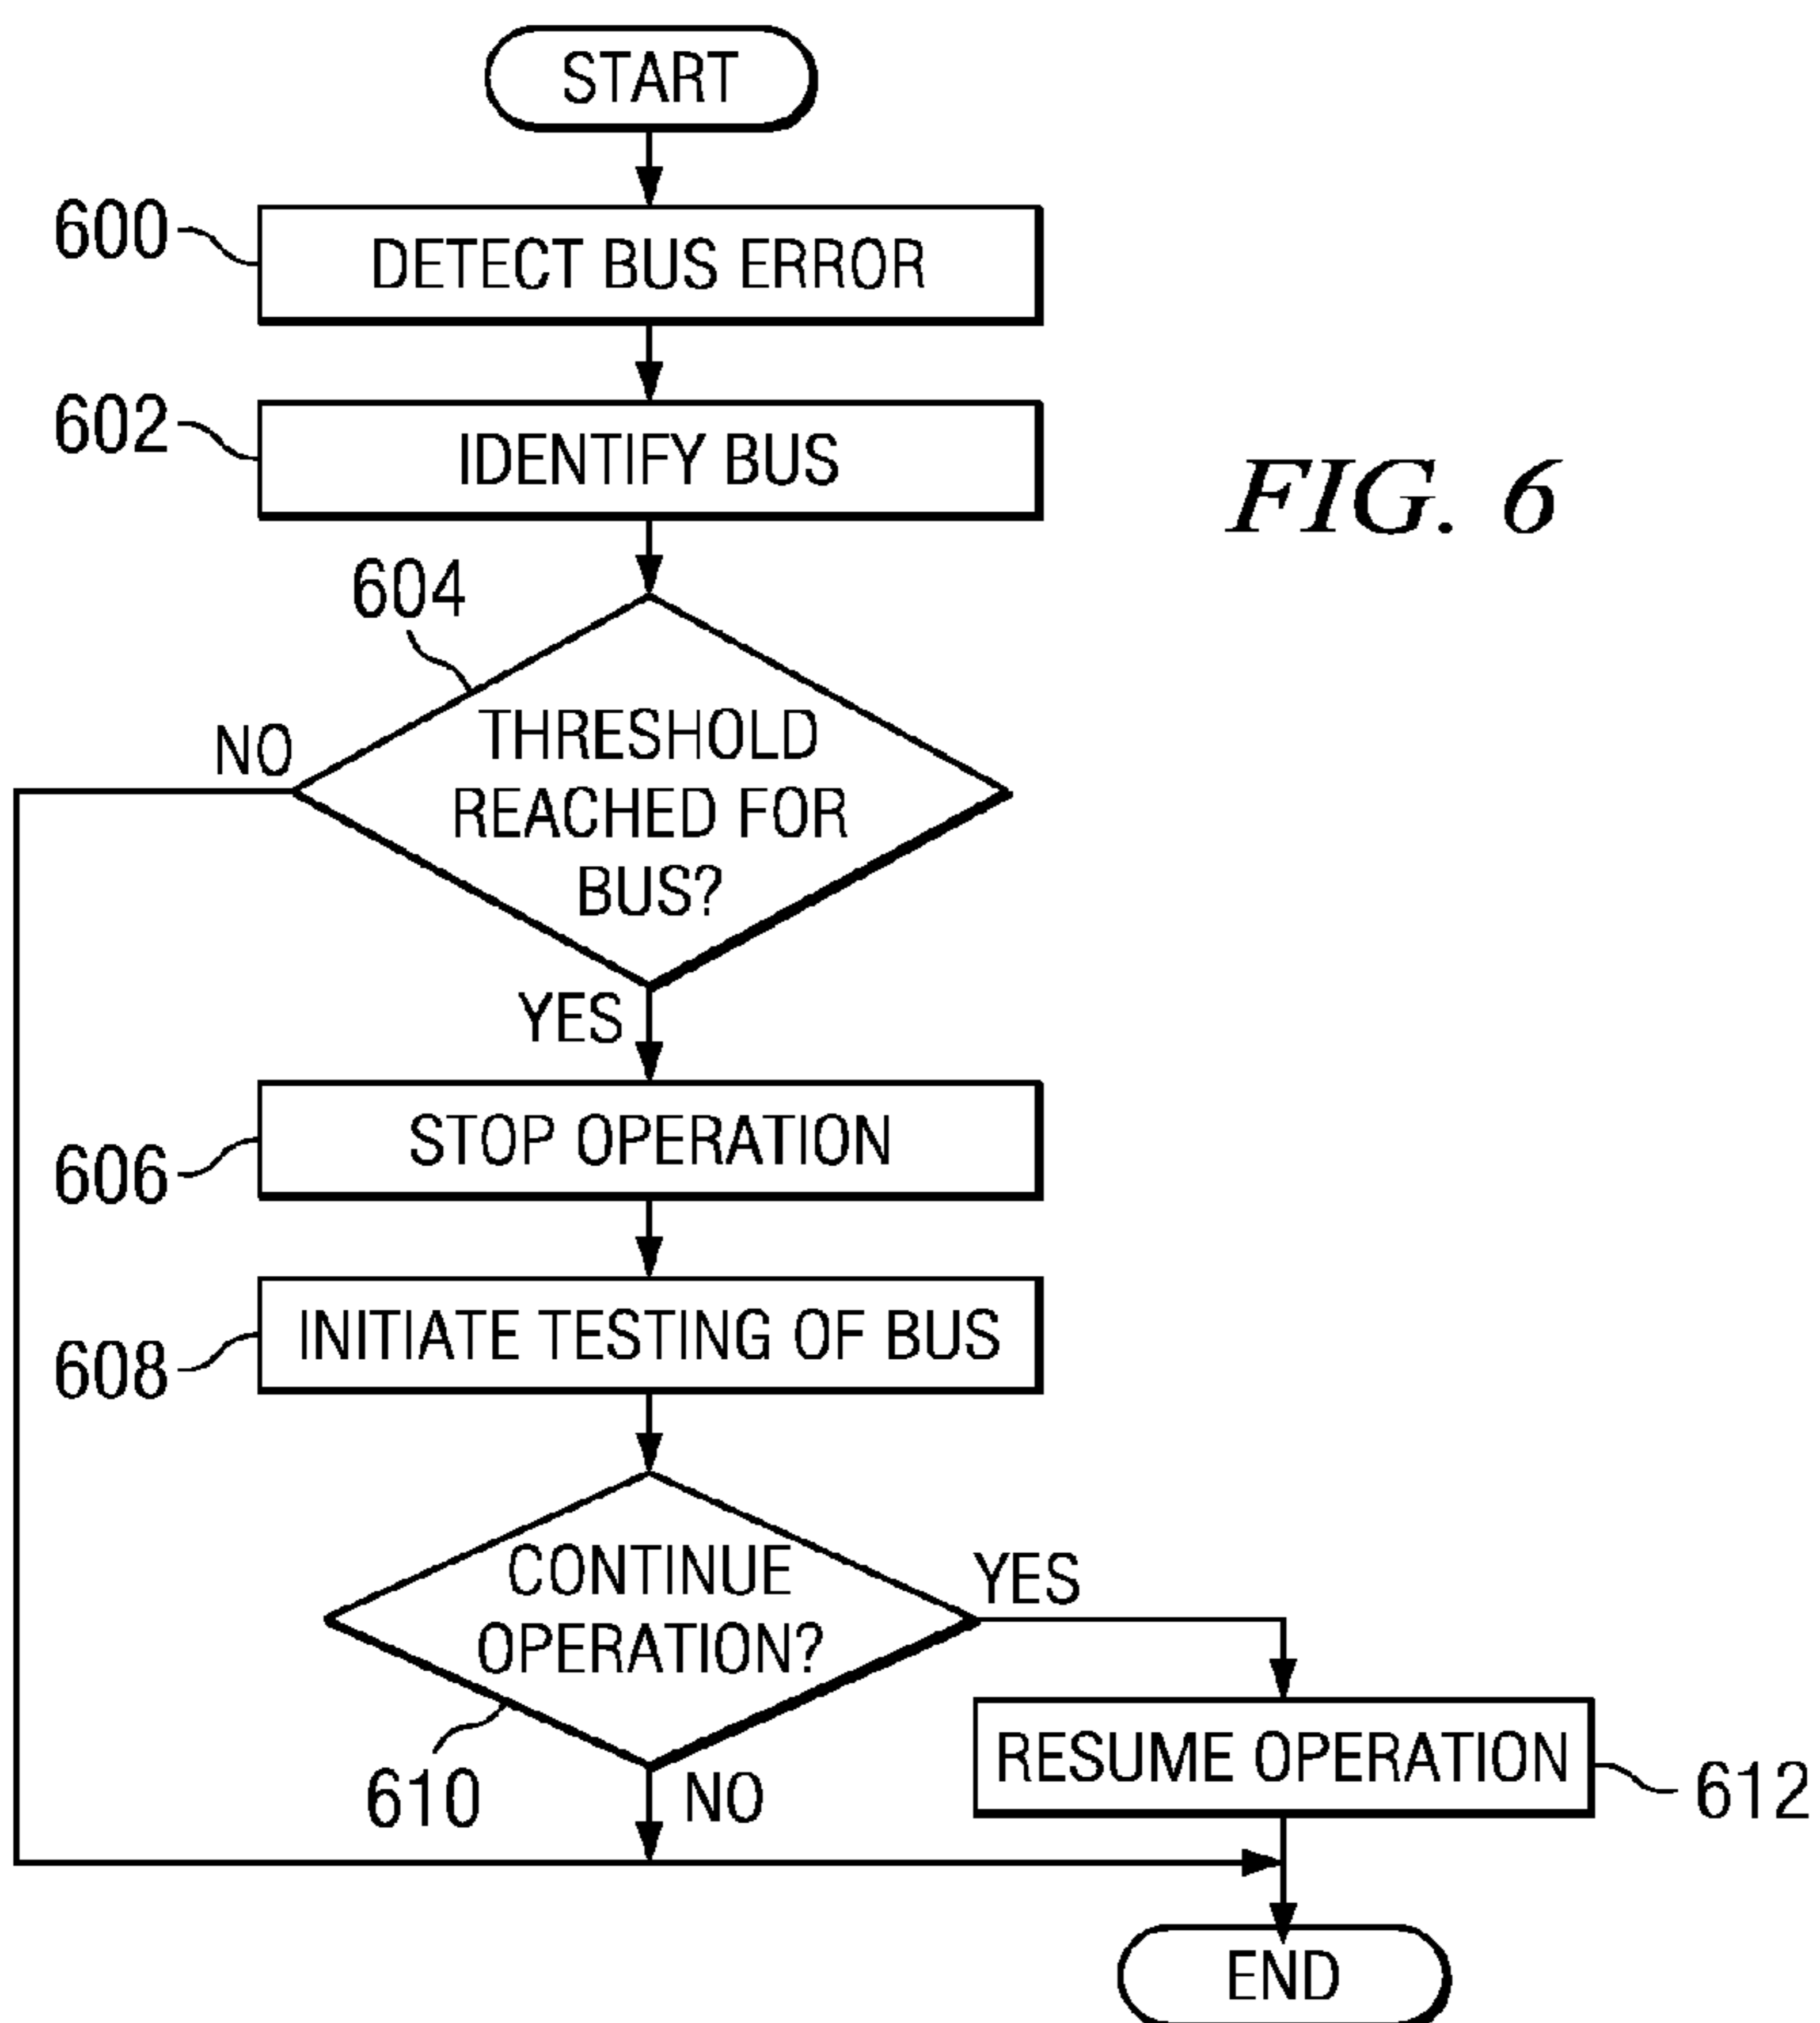 START
600
DETECT BUS ERROR
602
IDENTIFY BUS
FIG. 6
604
THRESHOLD
REACHED FOR
BUS?
NO
YES
606
STOP OPERATION
608
INITIATE TESTING OF BUS
CONTINUE
OPERATION?
YES
610
NO
RESUME OPERATION
612
END